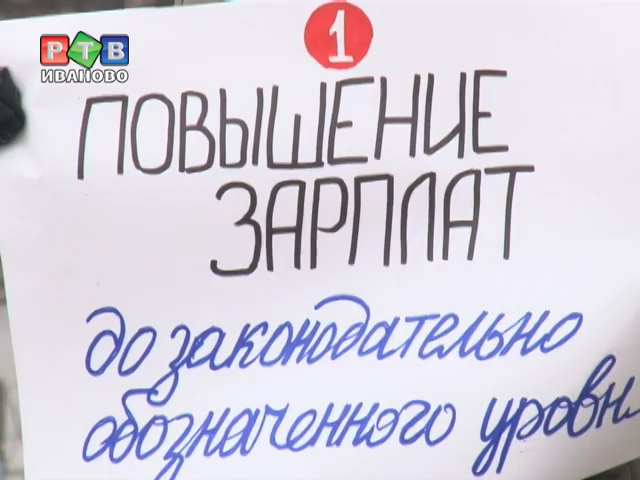 1
РТВ
ИВАНОВО
ПОВЫШЕНИЕ
ЗАРПЛАТ
до законодательно
обозначенного уровн